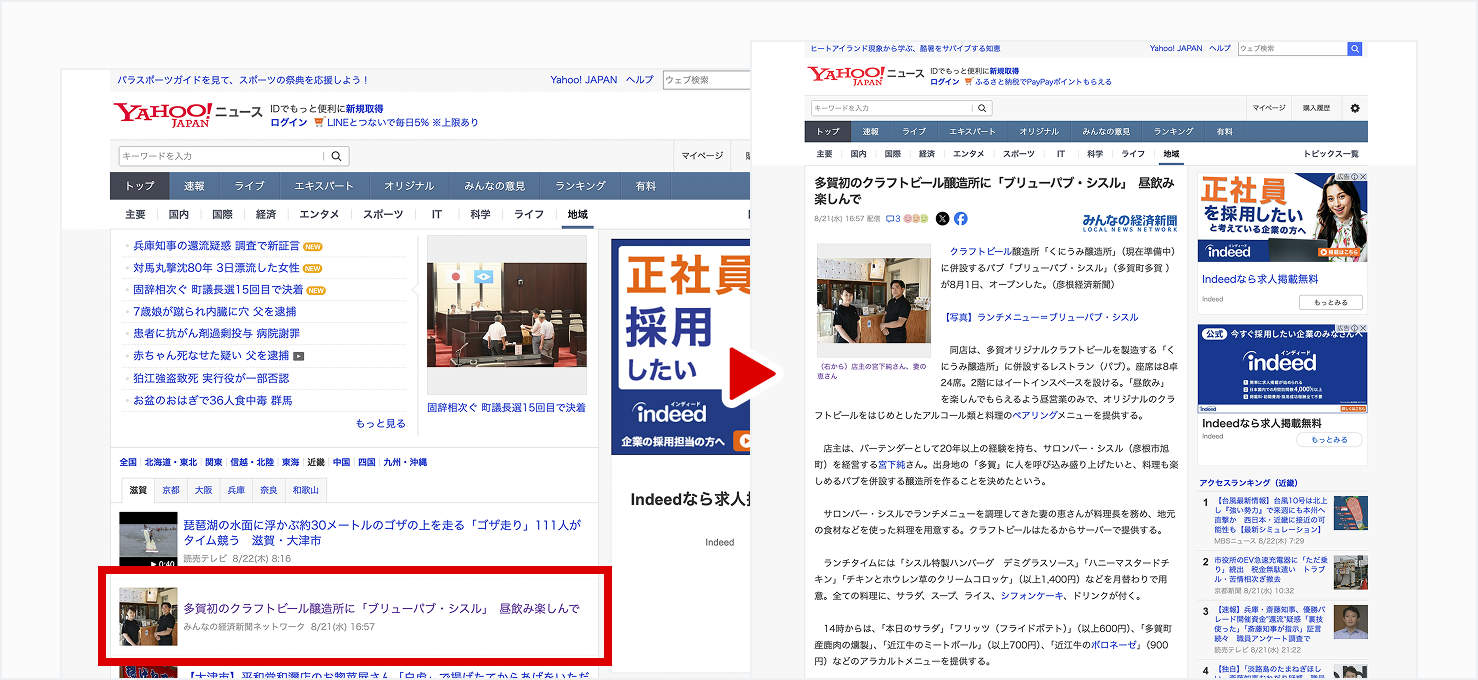 パラスポーツガイドを見て、スポーツの祭典を応援しよう！
Yahoo! JAPAN ヘルプ
ウェブ検索
YAHOO! JAPAN ニュース
IDでもっと便利に新規取得
ログイン LINEとつないで毎日5% ※上限あり
キーワードを入力
マイページ
トップ 速報 ライブ エキスパート オリジナル みんなの意見 ランキング 有料
主要 国内 国際 経済 エンタメ スポーツ IT 科学 ライフ 地域
兵庫知事の還流疑惑 調査で新証言 NEW
対馬丸撃沈80年 3日漂流した女性 NEW
固辞相次ぐ 町議長選15回目で決着 NEW
7歳娘が蹴られ内臓に穴 父を逮捕
患者に抗がん剤過剰投与 病院謝罪
赤ちゃん死なせた疑い 父を逮捕
狛江強盗致死 実行役が一部否認
お盆のおはぎで36人食中毒 群馬
もっと見る
固辞相次ぐ 町議長選15回目で決着
正社員
採用
したい
インディード
indeed
企業の採用担当の方へ
Indeedなら求人
Indeed
全国 北海道・東北 関東 信越・北陸 東海 近畿 中国 四国 九州・沖縄
滋賀 京都 大阪 兵庫 奈良 和歌山
琵琶湖の水面に浮かぶ約30メートルのゴザの上を走る「ゴザ走り」111人が
タイム競う 滋賀・大津市
読売テレビ 8/22(木) 8:16
0:40
多賀初のクラフトビール醸造所に「ブリューパブ・シスル」 昼飲み楽しんで
みんなの経済新聞ネットワーク 8/21(水) 16:57
【大津市】平和堂和邇店のお惣菜屋さん「白虎」で揚げたてからあげをいただ
ヒートアイランド現象から学ぶ、酷暑をサバイブする知恵
Yahoo! JAPAN ヘルプ
ウェブ検索
YAHOO! JAPAN ニュース
IDでもっと便利に新規取得
ログイン ふるさと納税でPayPayポイントもらえる
キーワードを入力
マイページ 購入履歴
トップ 速報 ライブ エキスパート オリジナル みんなの意見 ランキング 有料
主要 国内 国際 経済 エンタメ スポーツ IT 科学 ライフ 地域
トピックス一覧
多賀初のクラフトビール醸造所に「ブリューパブ・シスル」 昼飲み
楽しんで
8/21(水) 16:57 配信 3
みんなの経済新聞
LOCAL NEWS NETWORK
クラフトビール醸造所「くにうみ醸造所」（現在準備中）
に併設するパブ「ブリューパブ・シスル」（多賀町多賀 ）
が8月1日、オープンした。（彦根経済新聞）
【写真】ランチメニュー＝ブリューパブ・シスル
（右から）店主の宮下純さん、妻の
恵さん
同店は、多賀オリジナルクラフトビールを製造する「く
にうみ醸造所」に併設するレストラン（パブ）。座席は8卓
24席。2階にはイートインスペースを設ける。「昼飲み」
を楽しんでもらえるよう昼営業のみで、オリジナルのクラ
フトビールをはじめとしたアルコール類と料理のペアリングメニューを提供する。
店主は、バーテンダーとして20年以上の経験を持ち、サロンバー・シスル（彦根市旭
町）を経営する宮下純さん。出身地の「多賀」に人を呼び込み盛り上げたいと、料理も楽
しめるパブを併設する醸造所を作ることを決めたという。
サロンバー・シスルでランチメニューを調理してきた妻の恵さんが料理長を務め、地元
の食材などを使った料理を用意する。クラフトビールはたるからサーバーで提供する。
ランチタイムには「シスル特製ハンバーグ デミグラスソース」「ハニーマスタードチ
キン」「チキンとホウレン草のクリームコロッケ」（以上1,400円）などを月替わりで用
意。全ての料理に、サラダ、スープ、ライス、シフォンケーキ、ドリンクが付く。
14時からは、「本日のサラダ」「フリッツ（フライドポテト）」（以上600円）、「多賀町
産鹿肉の燻製」、「近江牛のミートボール」（以上700円）、「近江牛のボロネーゼ」（900
円）などのアラカルトメニューを提供する。
広告
正社員
を採用したい
と考えている企業の方へ
indeed
掲載はこちら
Indeedなら求人掲載無料
Indeed
もっとみる
広告
公式 今すぐ採用したい企業のみなさんへ
インディード
indeed
Indeedなら求人掲載無料
Indeed
もっとみる
アクセスランキング（近畿）
1 【台風最新情報】台風10号は北上
し『強い勢力』で来週にも本州へ
直撃か 西日本・近畿に接近の可
能性も【最新シミュレーション】
MBSニュース 8/22(木) 7:29
2 市役所のEV急速充電器に「ただ乗
り」続出 税金無駄遣い トラブ
ル・苦情相次ぎ撤去
京都新聞 8/21(水) 10:32
3 【速報】兵庫・斎藤知事、優勝パ
レード開催資金“還流”疑惑「裏技
使った」「斎藤知事が指示」証言
続々 職員アンケート調査で
読売テレビ 8/21(水) 21:22
4 【独自】「淡路島のたまねぎほし